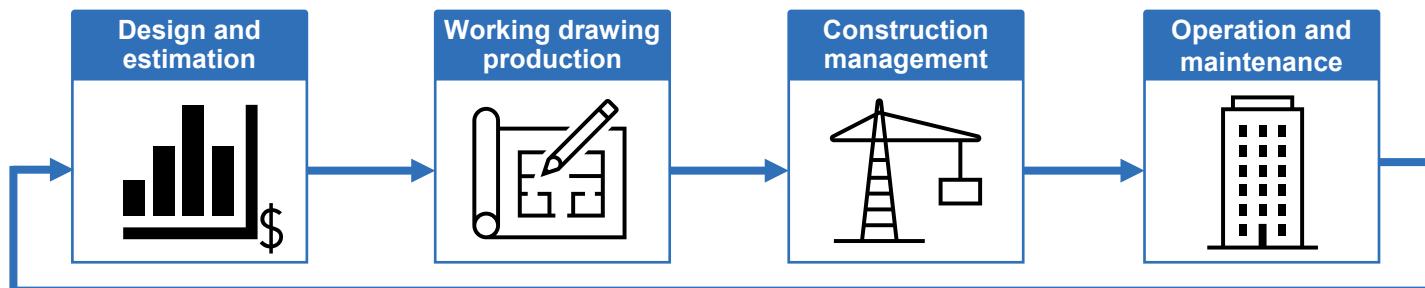 Design and
estimation
Working drawing
production
Construction
management
Operation and
maintenance
$